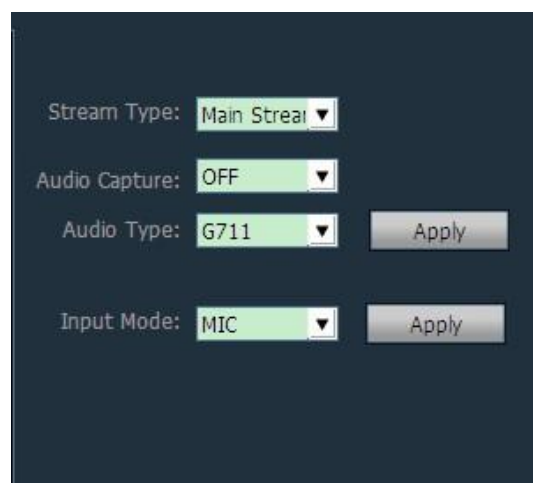 Stream Type: Main Strea
Audio Capture: OFF
Audio Type: G711 Apply
Input Mode: MIC Apply